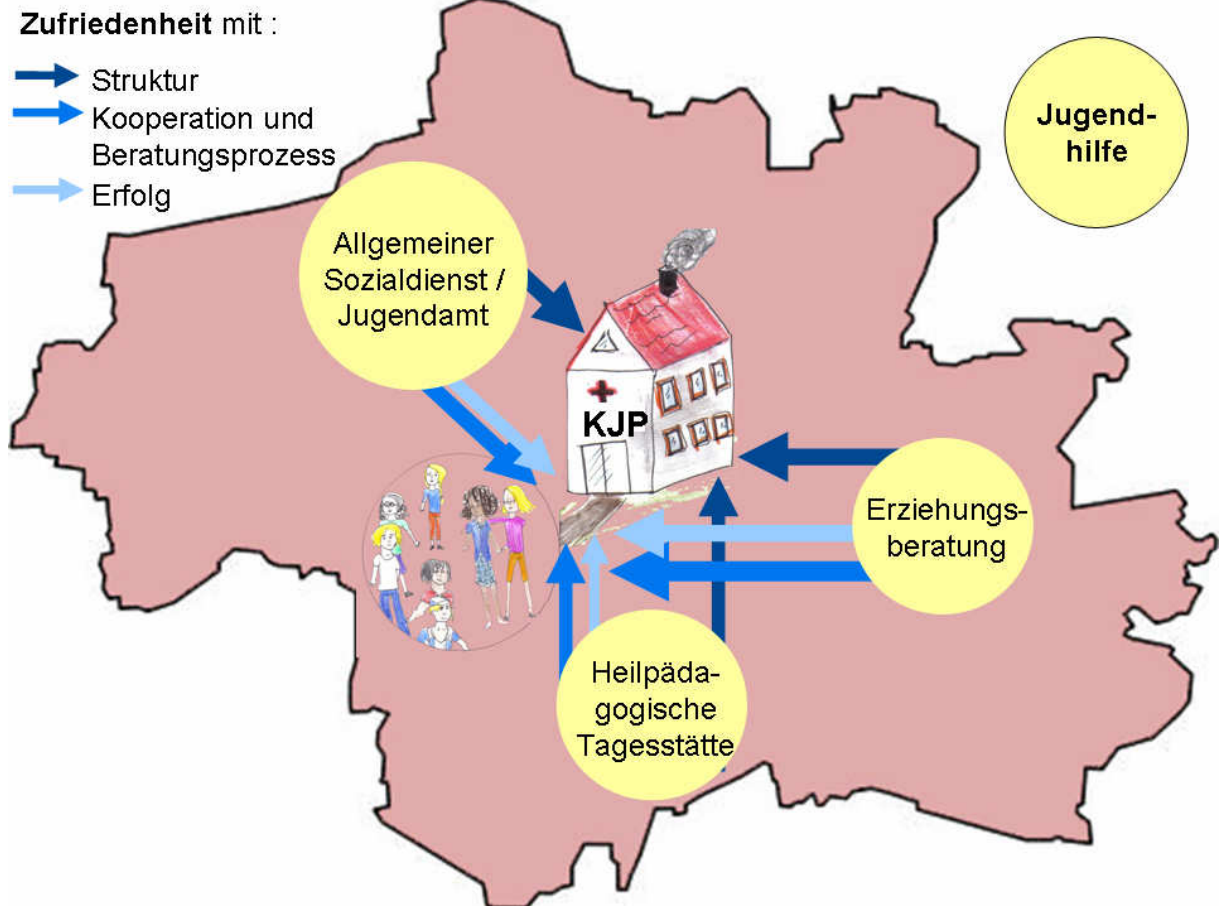 Zufriedenheit mit :
Struktur
Kooperation und
Beratungsprozess
Erfolg
Jugend-
hilfe
Allgemeiner
Sozialdienst /
Jugendamt
KJP
Erziehungs-
beratung
Heilpäda-
gogische
Tagesstätte